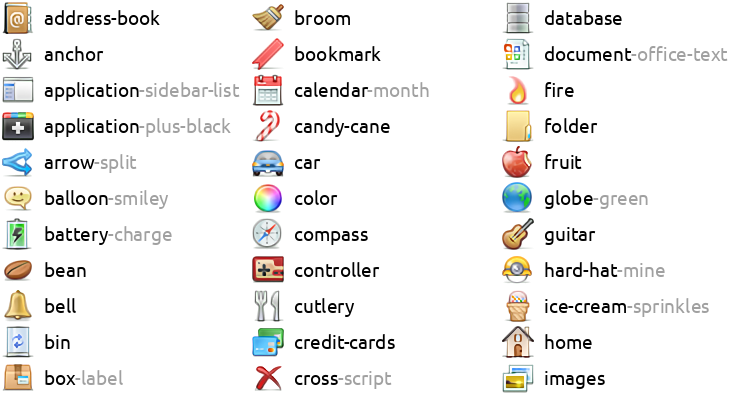 address-book
anchor
application-sidebar-list
application-plus-black
arrow-split
balloon-smiley
battery-charge
bean
bell
bin
box-label
broom
bookmark
calendar-month
candy-cane
car
color
compass
controller
cutlery
credit-cards
cross-script
database
document-office-text
fire
folder
fruit
globe-green
guitar
hard-hat-mine
ice-cream-sprinkles
home
images